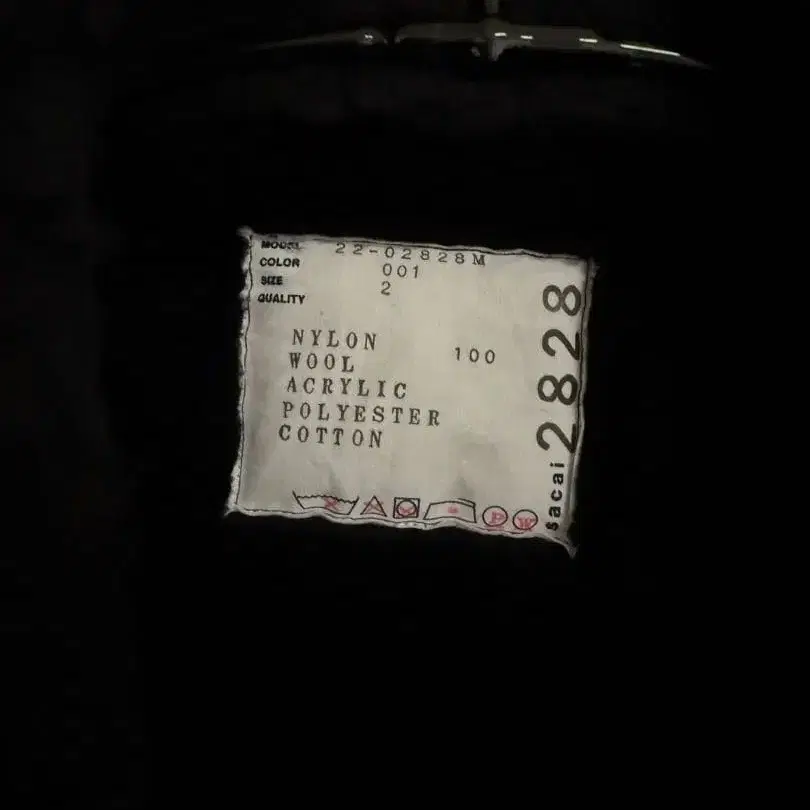 MODEL 22-02828M
COLOR 001
SIZE 2
QUALITY
NYLON
WOOL 100
ACRYLIC
POLYESTER
COTTON
P W
sacai 2828